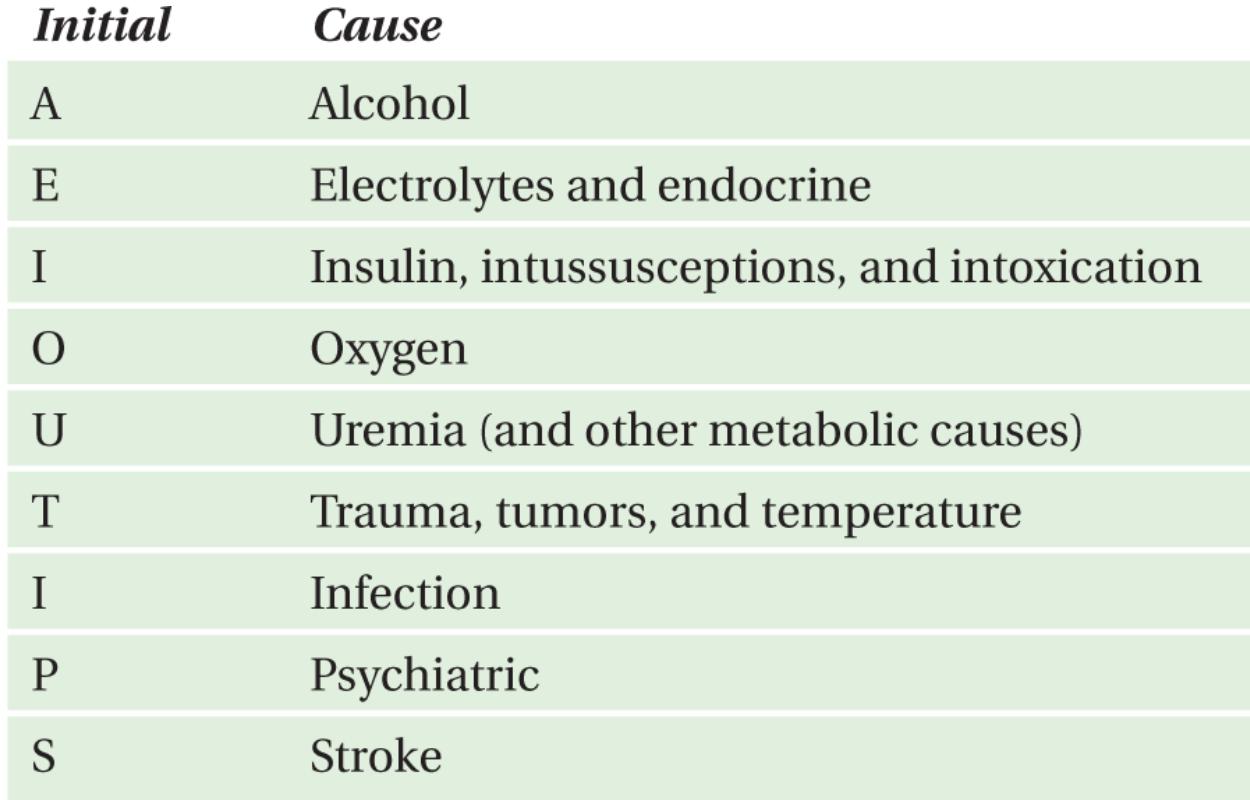 Initial Cause
A Alcohol
E Electrolytes and endocrine
I Insulin, intussusceptions, and intoxication
O Oxygen
U Uremia (and other metabolic causes)
T Trauma, tumors, and temperature
I Infection
P Psychiatric
S Stroke